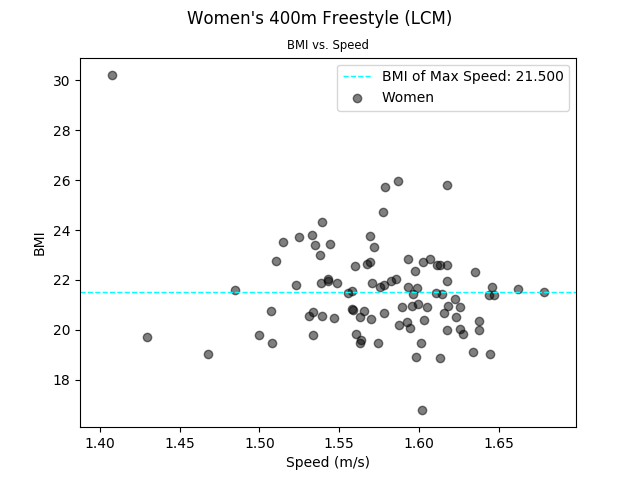 Women's 400m Freestyle (LCM)
BMI vs. Speed
BMI of Max Speed: 21.500
Women
30
28
26
24
22
20
18
BMI
1.40
1.45
1.50
1.55
1.60
1.65
Speed (m/s)